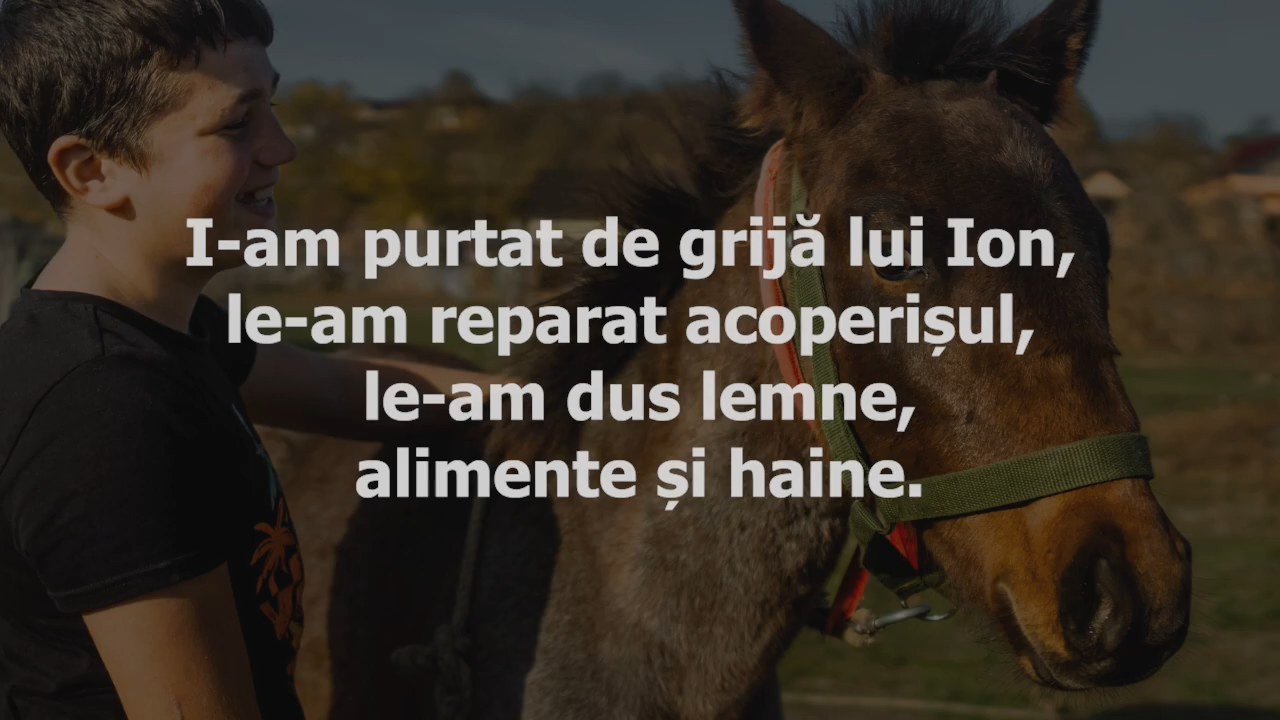 I-am purtat de grijă lui Ion,
le-am reparat acoperișul,
le-am dus lemne,
alimente și haine.